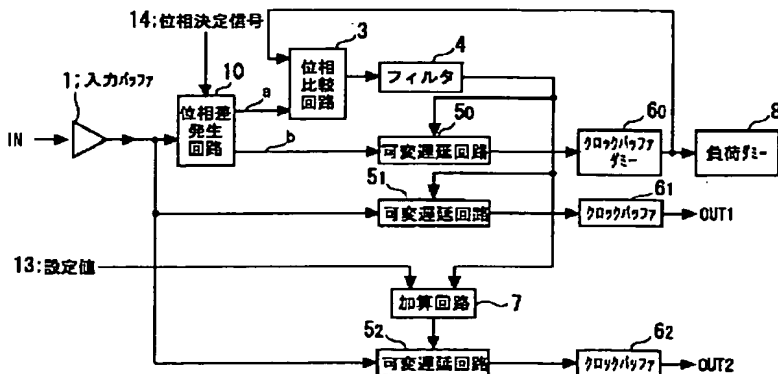 14;位相決定信号
3
4
1;入力バッファ
10
位相
比較
回路
フィルタ
a
60
8
IN
位相差
発生
回路
b
50
可変遅延回路
クロックバッファ
ダミー
負荷ダミー
51
61
可変遅延回路
クロックバッファ
OUT1
13;設定値
加算回路
7
52
62
可変遅延回路
クロックバッファ
OUT2